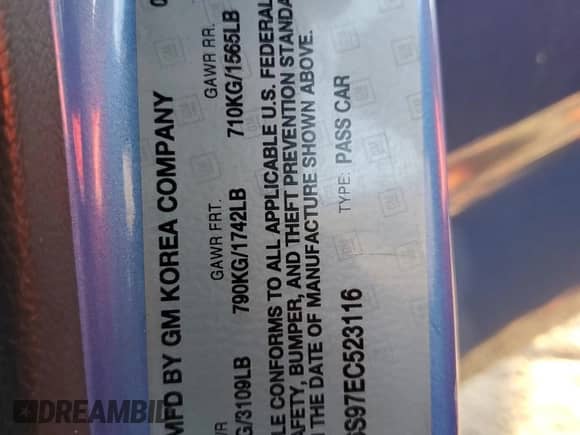 MFD BY GM KOREA COMPANY 0
GAWR FRT. GAWR RR.
G/3109LB 790KG/1742LB 710KG/1565LB
LE CONFORMS TO ALL APPLICABLE U.S. FEDERAL
AFETY, BUMPER, AND THEFT PREVENTION STANDA
THE DATE OF MANUFACTURE SHOWN ABOVE.
S97EC523116 TYPE: PASS CAR
DREAMBID